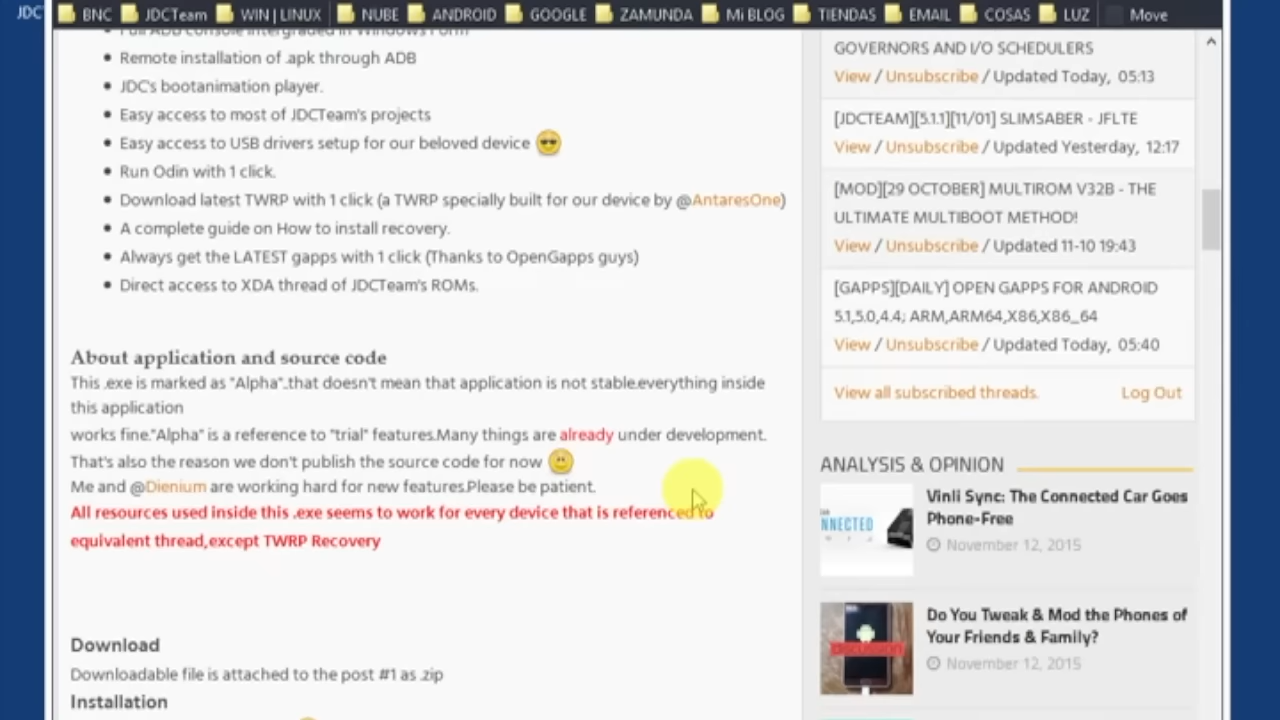 JDC
BNC
JDCTeam
WIN | LINUX
NUBE
ANDROID
GOOGLE
ZAMUNDA
Mi BLOG
TIENDAS
EMAIL
COSAS
LUZ
Move
Full ADB console intergraded in Windows Form
Remote installation of .apk through ADB
JDC's bootanimation player.
Easy access to most of JDCTeam's projects
Easy access to USB drivers setup for our beloved device
Run Odin with 1 click.
Download latest TWRP with 1 click (a TWRP specially built for our device by @AntaresOne)
A complete guide on How to install recovery.
Always get the LATEST gapps with 1 click (Thanks to OpenGapps guys)
Direct access to XDA thread of JDCTeam's ROMs.
About application and source code
This .exe is marked as "Alpha".that doesn't mean that application is not stable.everything inside
this application
works fine."Alpha" is a reference to "trial" features.Many things are already under development.
That's also the reason we don't publish the source code for now
Me and @Dienium are working hard for new features.Please be patient.
All resources used inside this .exe seems to work for every device that is referenced to
equivalent thread,except TWRP Recovery
Download
Downloadable file is attached to the post #1 as .zip
Installation
GOVERNORS AND I/O SCHEDULERS
View / Unsubscribe / Updated Today, 05:13
[JDCTEAM][5.1.1][11/01] SLIMSABER - JFLTE
View / Unsubscribe / Updated Yesterday, 12:17
[MOD][29 OCTOBER] MULTIROM V32B - THE
ULTIMATE MULTIBOOT METHOD!
View / Unsubscribe / Updated 11-10 19:43
[GAPPS][DAILY] OPEN GAPPS FOR ANDROID
5.1,5.0,4.4; ARM,ARM64,X86,X86_64
View / Unsubscribe / Updated Today, 05:40
View all subscribed threads.
Log Out
ANALYSIS & OPINION
NNECTED
Vinli Sync: The Connected Car Goes
Phone-Free
November 12, 2015
Do You Tweak & Mod the Phones of
Your Friends & Family?
November 12, 2015